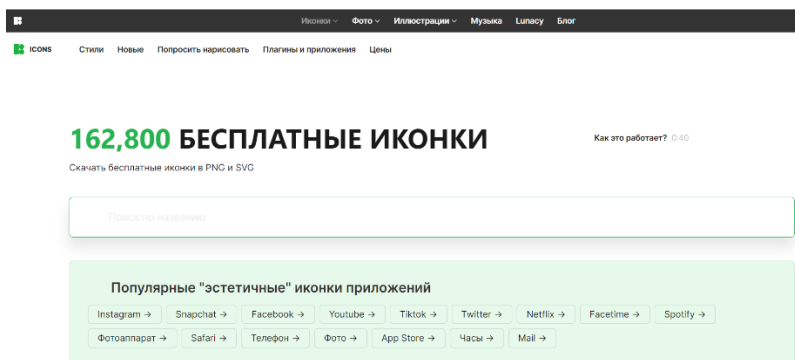 Иконки Фото Иллюстрации Музыка Lunacy Блог
ICONS Стили Новые Попросить нарисовать Плагины и приложения Цены
162,800 БЕСПЛАТНЫЕ ИКОНКИ
Как это работает? 0:40
Скачать бесплатные иконки в PNG и SVG
Поиск по названию
Популярные "эстетичные" иконки приложений
Instagram → Snapchat → Facebook → Youtube → Tiktok → Twitter → Netflix → Facetime → Spotify →
Фотоаппарат → Safari → Телефон → Фото → App Store → Часы → Mail →